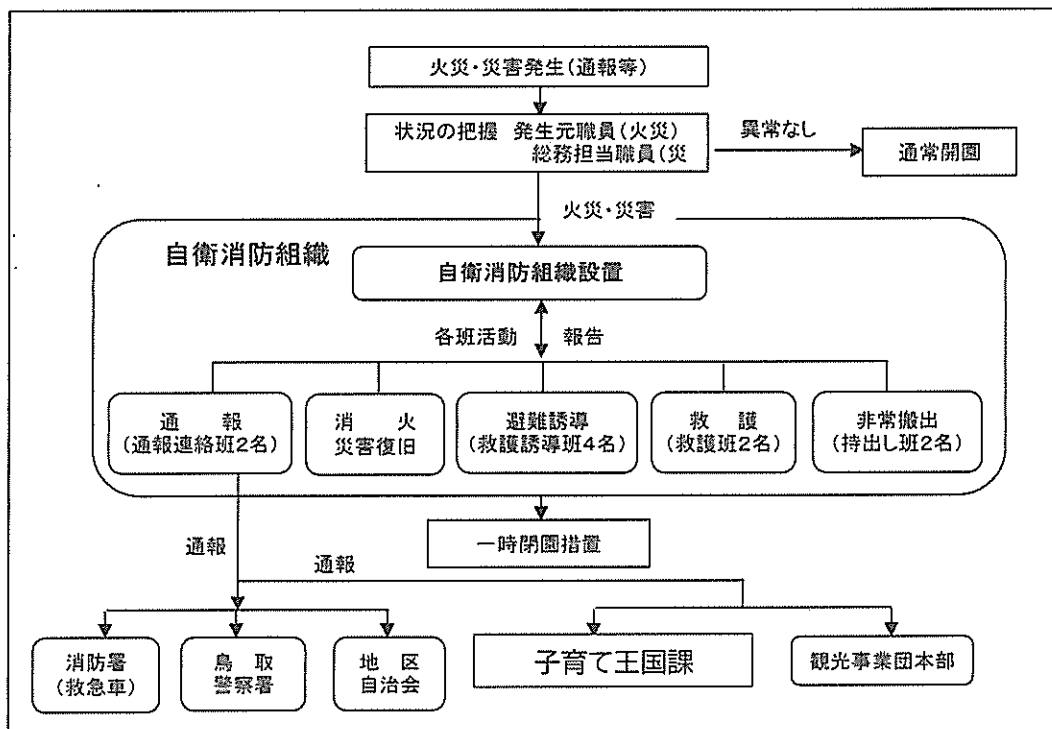 火災・災害発生(通報等)
状況の把握 発生元職員(火災)
総務担当職員(災
異常なし
通常開園
火災・災害
自衛消防組織
自衛消防組織設置
各班活動 報告
通 報
(通報連絡班2名)
消 火
災害復旧
避難誘導
(救護誘導班4名)
救 護
(救護班2名)
非常搬出
(持出し班2名)
一時閉園措置
通報
通報
消防署
(救急車)
鳥 取
警察署
地 区
自治会
子育て王国課
観光事業団本部